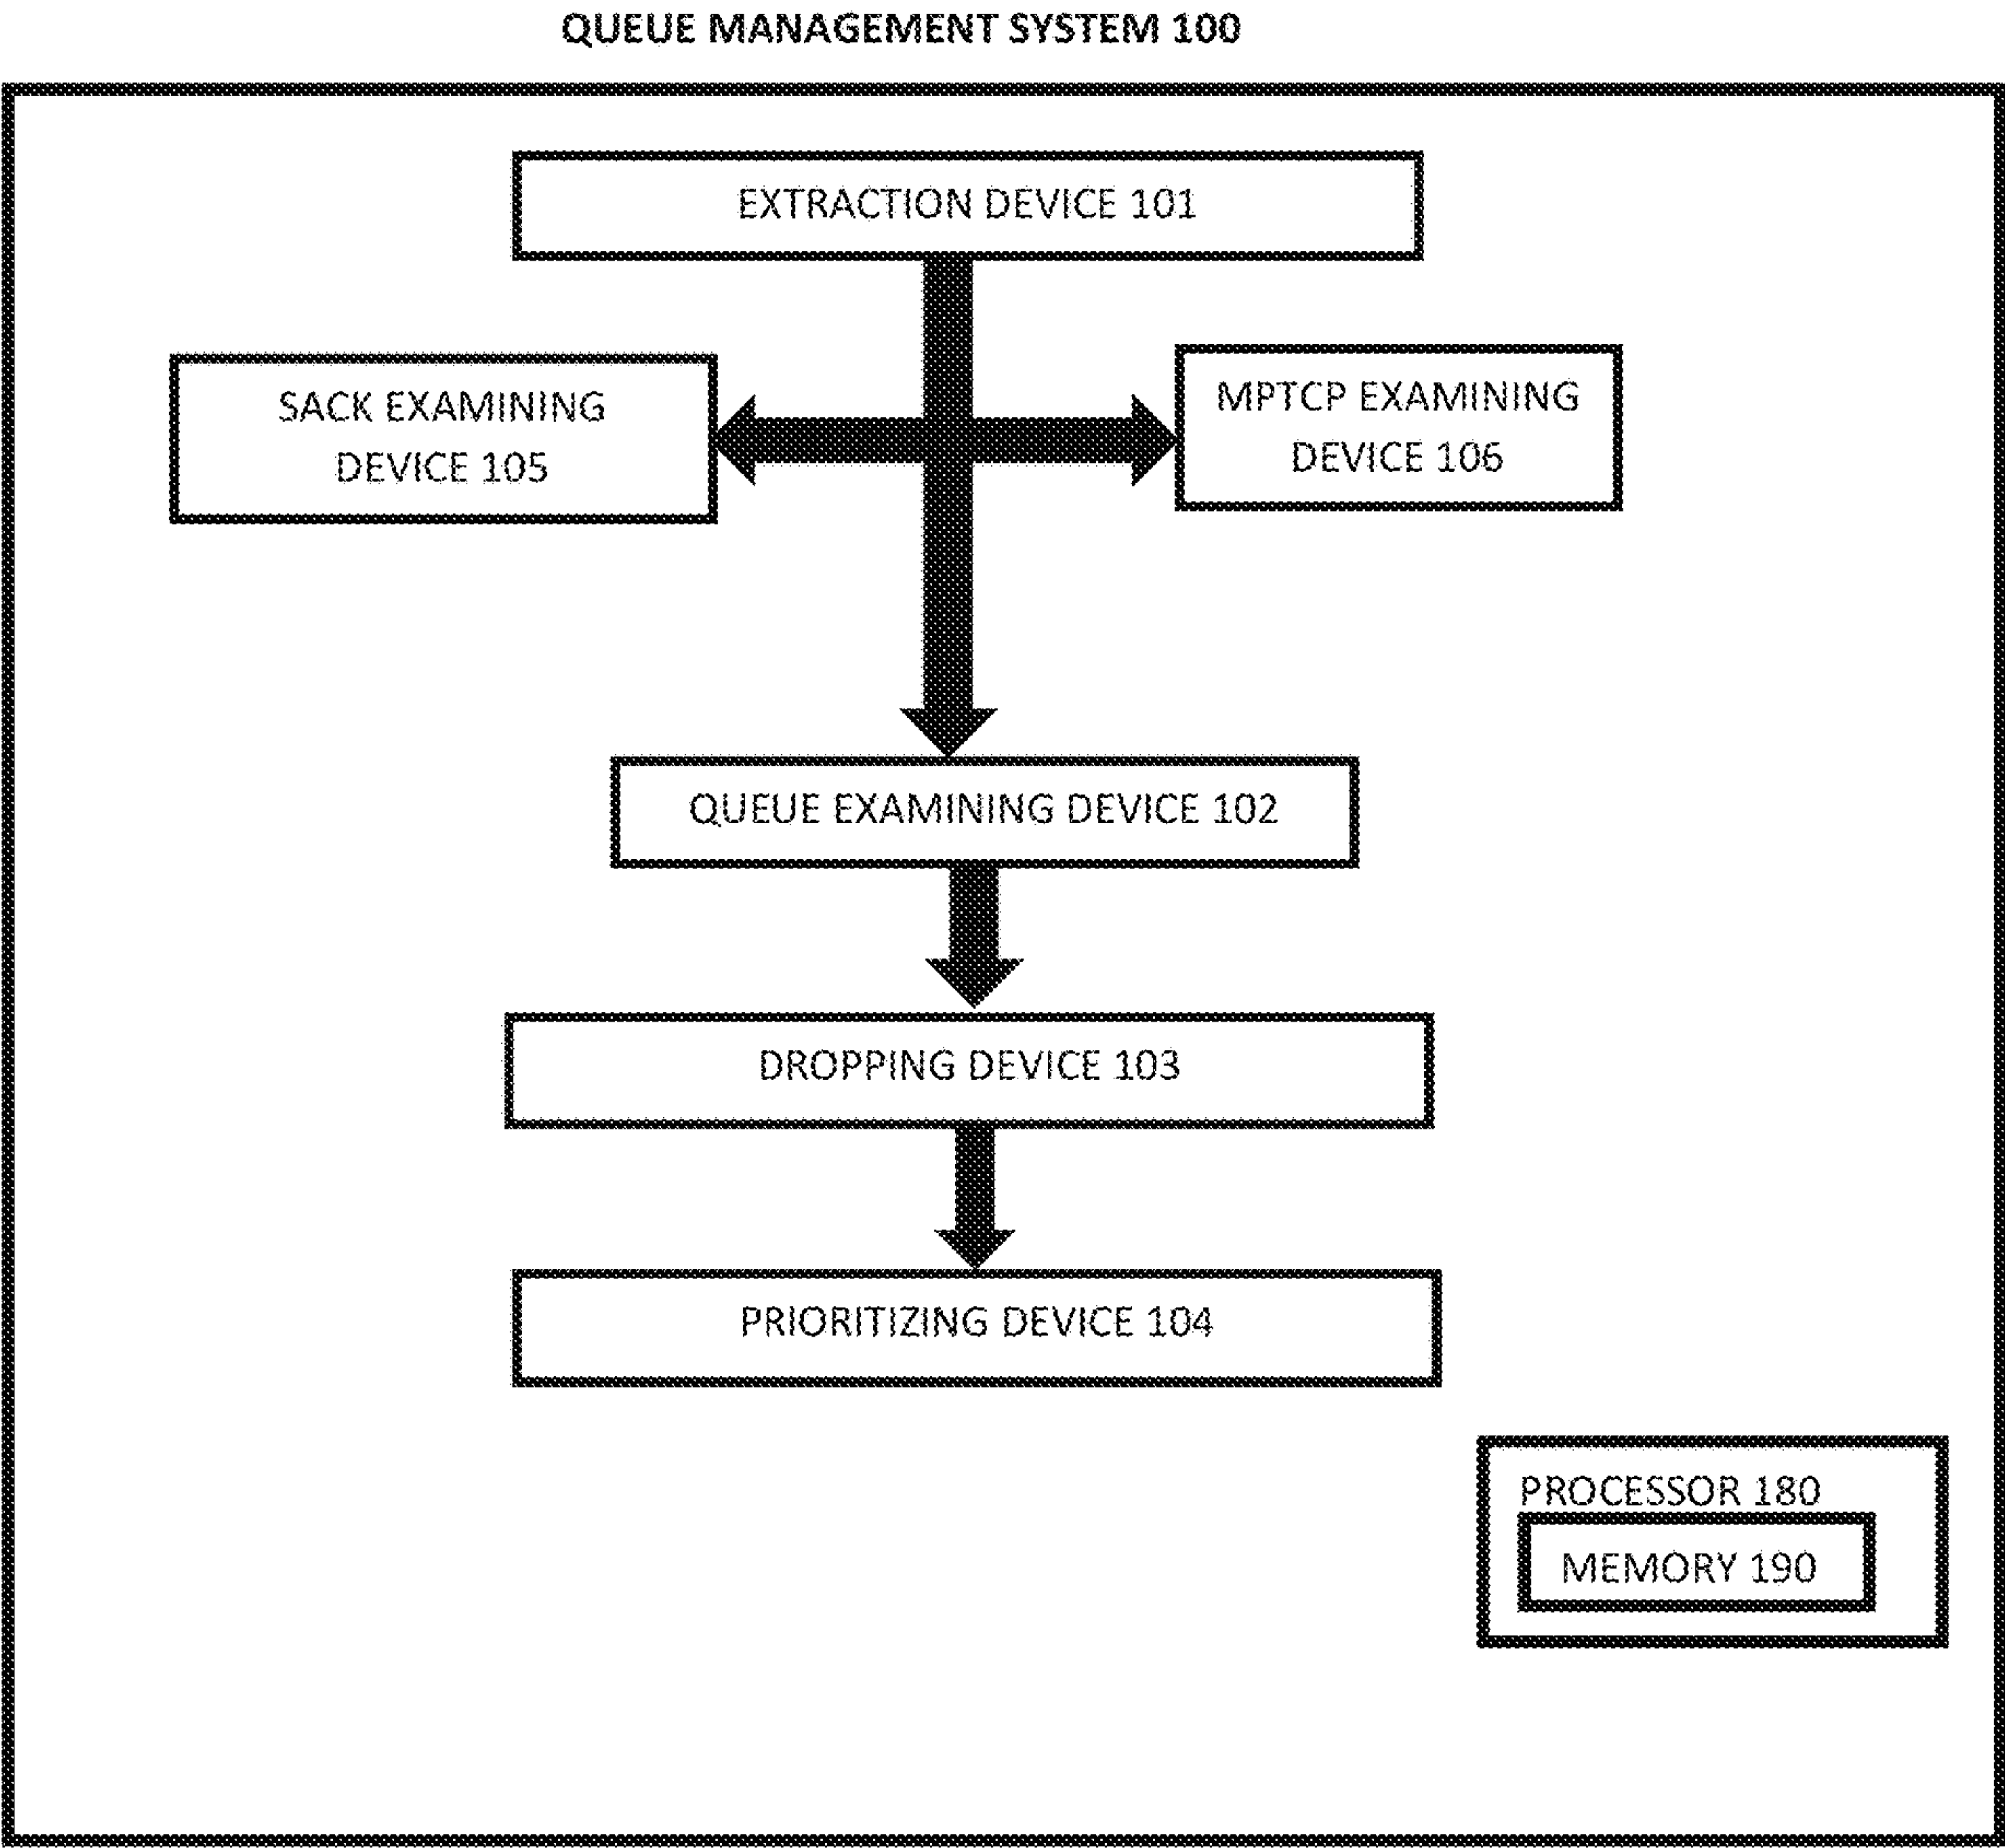 QUEUE MANAGEMENT SYSTEM 100
EXTRACTION DEVICE 101
SACK EXAMINING
DEVICE 105
MPTCP EXAMINING
DEVICE 106
QUEUE EXAMINING DEVICE 102
DROPPING DEVICE 103
PRIORITIZING DEVICE 104
PROCESSOR 180
MEMORY 190